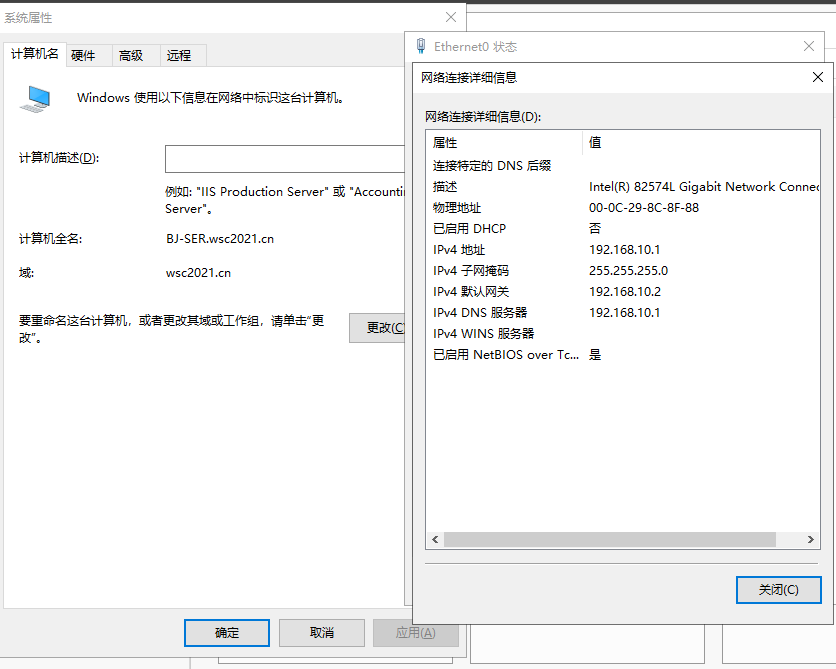 系统属性
计算机名
硬件
高级
远程
Windows 使用以下信息在网络中标识这台计算机。
计算机描述(D):
例如: "IIS Production Server" 或 "Accounti
Server"。
计算机全名:
BJ-SER.wsc2021.cn
域:
wsc2021.cn
要重命名这台计算机，或者更改其域或工作组，请单击“更
改”。
更改(C
确定
取消
应用(A)
Ethernet0 状态
网络连接详细信息
网络连接详细信息(D):
属性 值
连接特定的 DNS 后缀
描述 Intel(R) 82574L Gigabit Network Connec
物理地址 00-0C-29-8C-8F-88
已启用 DHCP 否
IPv4 地址 192.168.10.1
IPv4 子网掩码 255.255.255.0
IPv4 默认网关 192.168.10.2
IPv4 DNS 服务器 192.168.10.1
IPv4 WINS 服务器
已启用 NetBIOS over Tc... 是
关闭(C)